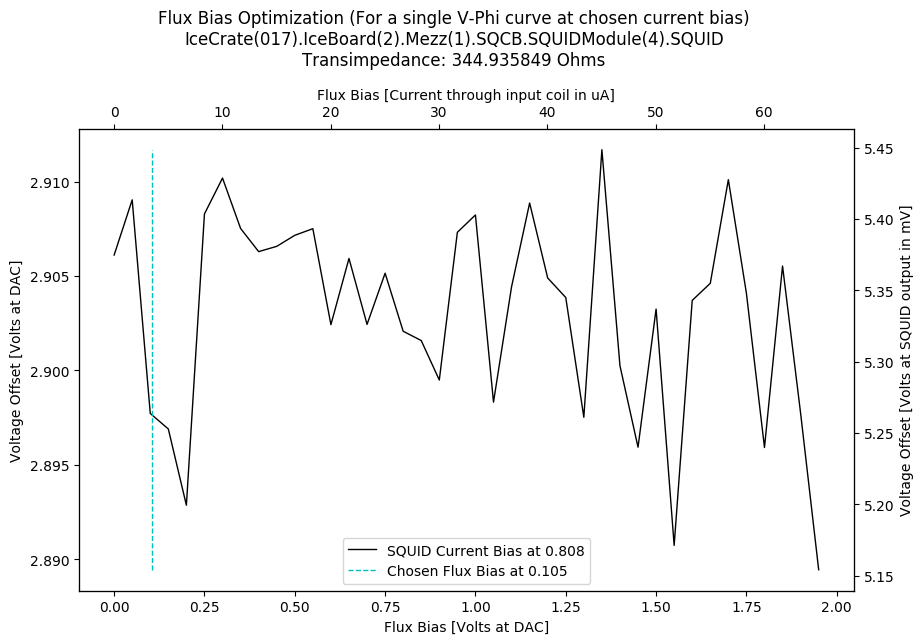 Flux Bias Optimization (For a single V-Phi curve at chosen current bias)
IceCrate(017).IceBoard(2).Mezz(1).SQCB.SQUIDModule(4).SQUID
Transimpedance: 344.935849 Ohms
Flux Bias [Current through input coil in uA]
0 10 20 30 40 50 60
Voltage Offset [Volts at DAC]
2.910
2.905
2.900
2.895
2.890
5.45
5.40
5.35
5.30
5.25
5.20
5.15
Voltage Offset [Volts at SQUID output in mV]
SQUID Current Bias at 0.808
Chosen Flux Bias at 0.105
0.00 0.25 0.50 0.75 1.00 1.25 1.50 1.75 2.00
Flux Bias [Volts at DAC]